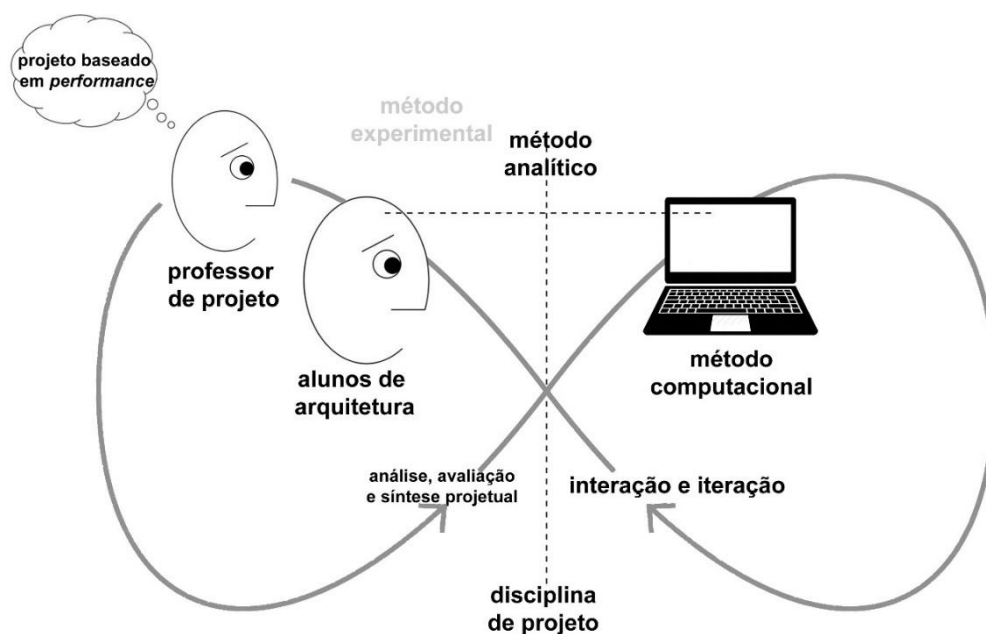 projeto baseado
em performance
método
experimental
método
analítico
professor
de projeto
alunos de
arquitetura
método
computacional
análise, avaliação
e síntese projetual
interação e iteração
disciplina
de projeto